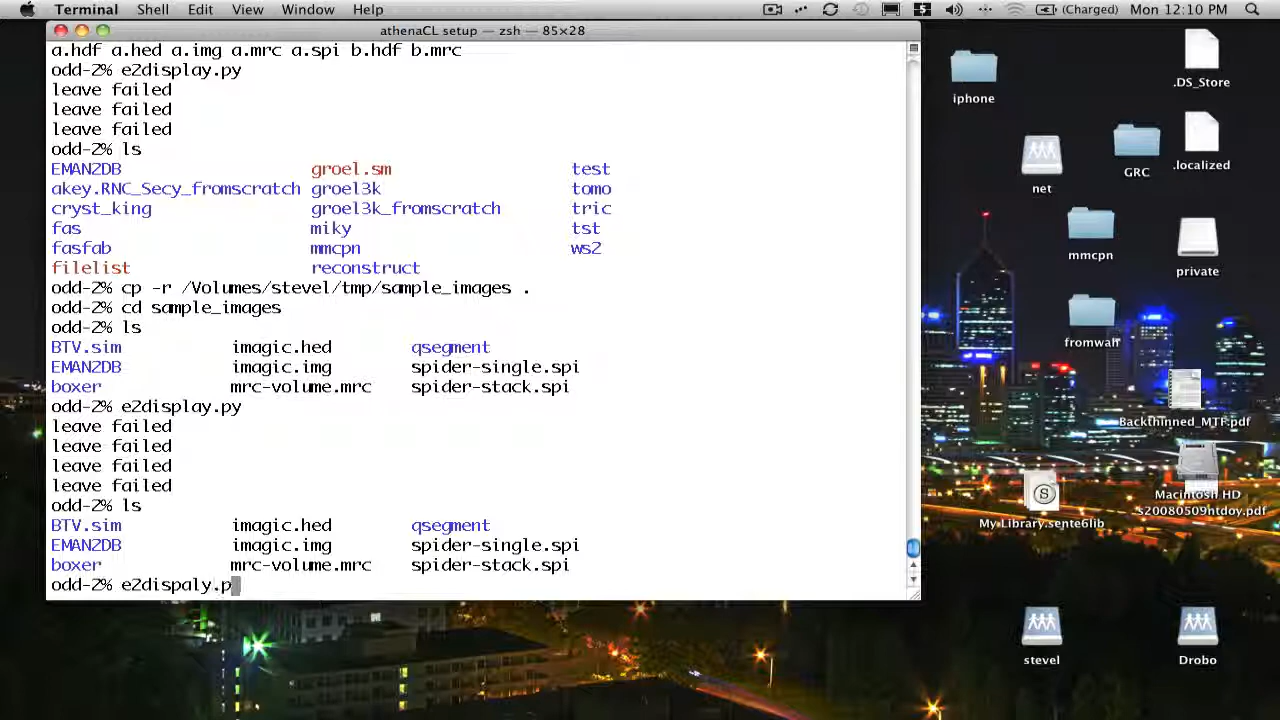 Terminal Shell Edit View Window Help (Charged) Mon 12:10 PM
athenaCL setup — zsh — 85×28
a.hdf a.hed a.img a.mrc a.spi b.hdf b.mrc
odd-2% e2display.py
leave failed
leave failed
leave failed
odd-2% ls
EMAN2DB groel.sm test
akey.RNC_Secy_fromscratch groel3k tomo
cryst_king groel3k_fromscratch tric
fas miky tst
fasfab mmcpn ws2
filelist reconstruct
odd-2% cp -r /Volumes/stevel/tmp/sample_images .
odd-2% cd sample_images
odd-2% ls
BTV.sim imagic.hed qsegment
EMAN2DB imagic.img spider-single.spi
boxer mrc-volume.mrc spider-stack.spi
odd-2% e2display.py
leave failed
leave failed
leave failed
leave failed
odd-2% ls
BTV.sim imagic.hed qsegment
EMAN2DB imagic.img spider-single.spi
boxer mrc-volume.mrc spider-stack.spi
odd-2% e2dispaly.p
iphone
.DS_Store
net
GRC
.localized
mmcpn
private
fromwah
Backthinned_MTF.pdf
My Library.sente6lib
Macintosh HD
s20080509htdoy.pdf
stevel
Drobo